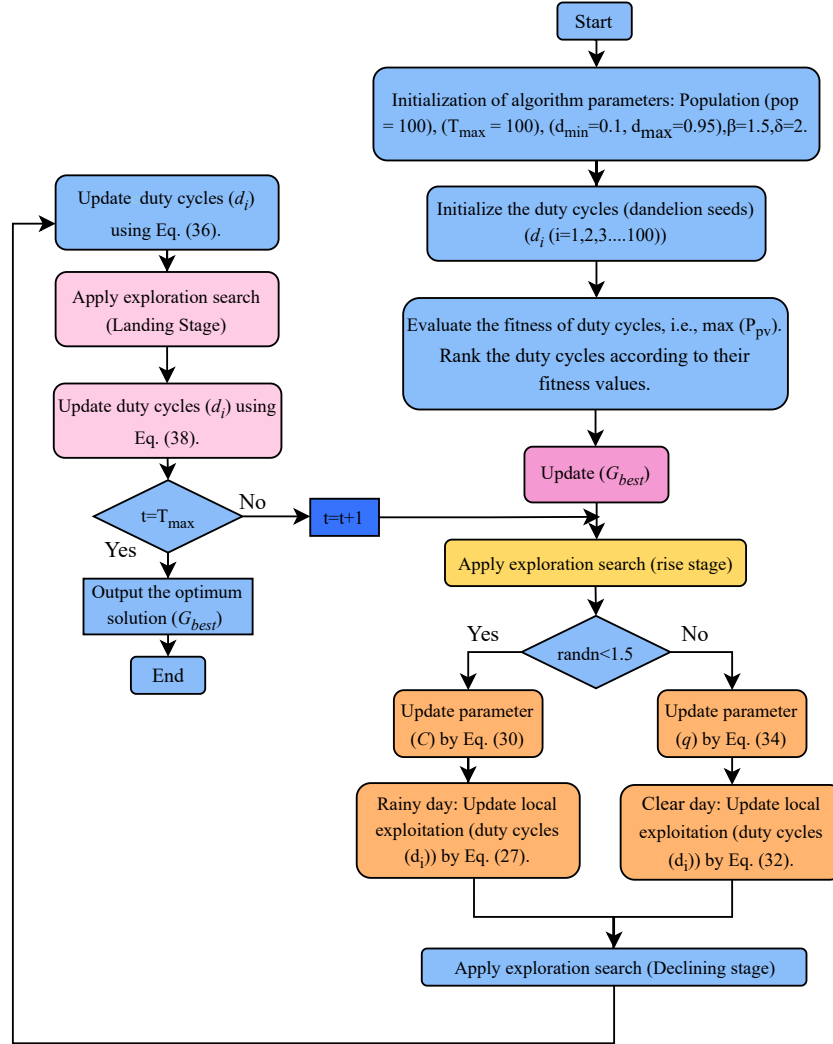 Start
Initialization of algorithm parameters: Population (pop
= 100), (Tmax = 100), (dmin=0.1, dmax=0.95),β=1.5,δ=2.
Initialize the duty cycles (dandelion seeds)
(di (i=1,2,3....100))
Evaluate the fitness of duty cycles, i.e., max (Ppv).
Rank the duty cycles according to their
fitness values.
Update (Gbest)
Apply exploration search (rise stage)
randn<1.5
Yes
No
Update parameter
(C) by Eq. (30)
Update parameter
(q) by Eq. (34)
Rainy day: Update local
exploitation (duty cycles
(di)) by Eq. (27).
Clear day: Update local
exploitation (duty cycles
(di)) by Eq. (32).
Apply exploration search (Declining stage)
Update duty cycles (di)
using Eq. (36).
Apply exploration search
(Landing Stage)
Update duty cycles (di) using
Eq. (38).
t=Tmax
No
t=t+1
Yes
Output the optimum
solution (Gbest)
End